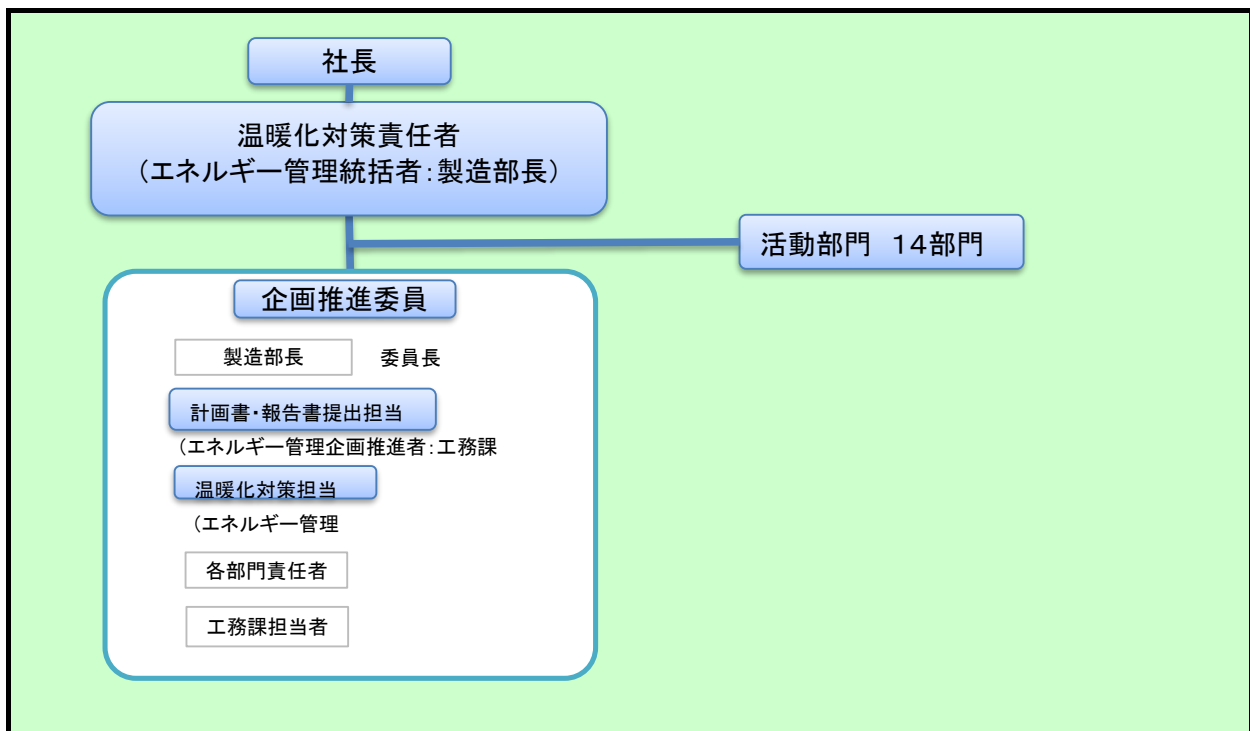 社長
温暖化対策責任者
（エネルギー管理統括者：製造部長）
活動部門　１４部門
企画推進委員
製造部長　委員長
計画書・報告書提出担当
（エネルギー管理企画推進者：工務課
温暖化対策担当
（エネルギー管理
各部門責任者
工務課担当者